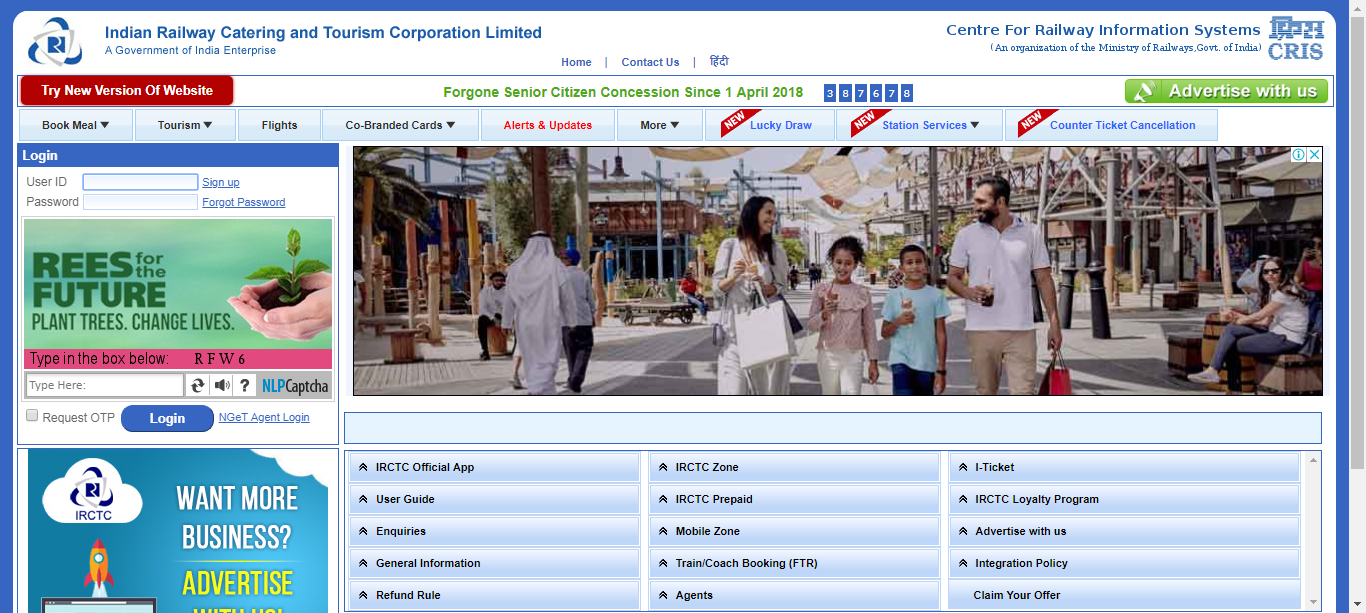 Indian Railway Catering and Tourism Corporation Limited
A Government of India Enterprise
Centre For Railway Information Systems
(An organization of the Ministry of Railways,Govt. of India)
CRIS
Home | Contact Us | हिंदी
Try New Version Of Website
Forgone Senior Citizen Concession Since 1 April 2018 3 8 7 6 7 8
Advertise with us
Book Meal Tourism Flights Co-Branded Cards Alerts & Updates More NEW Lucky Draw NEW Station Services NEW Counter Ticket Cancellation
Login
User ID Sign up
Password Forgot Password
REES for the
FUTURE
PLANT TREES. CHANGE LIVES.
Type in the box below: R F W 6
Type Here: ? NLPCaptcha
Request OTP Login NGeT Agent Login
IRCTC
WANT MORE
BUSINESS?
ADVERTISE
WITH US!
IRCTC Official App IRCTC Zone I-Ticket
User Guide IRCTC Prepaid IRCTC Loyalty Program
Enquiries Mobile Zone Advertise with us
General Information Train/Coach Booking (FTR) Integration Policy
Refund Rule Agents Claim Your Offer